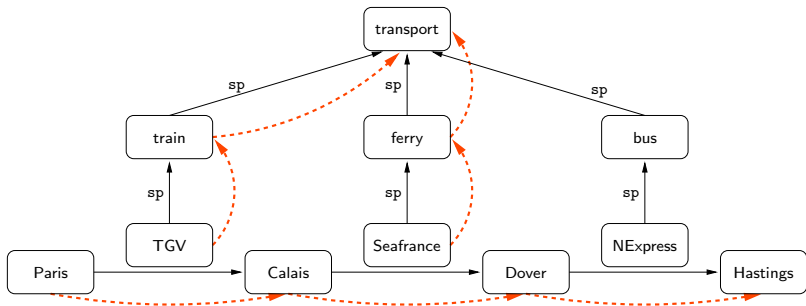 transport
sp
sp
sp
train
ferry
bus
sp
sp
sp
TGV
Seafrance
NExpress
Paris
Calais
Dover
Hastings